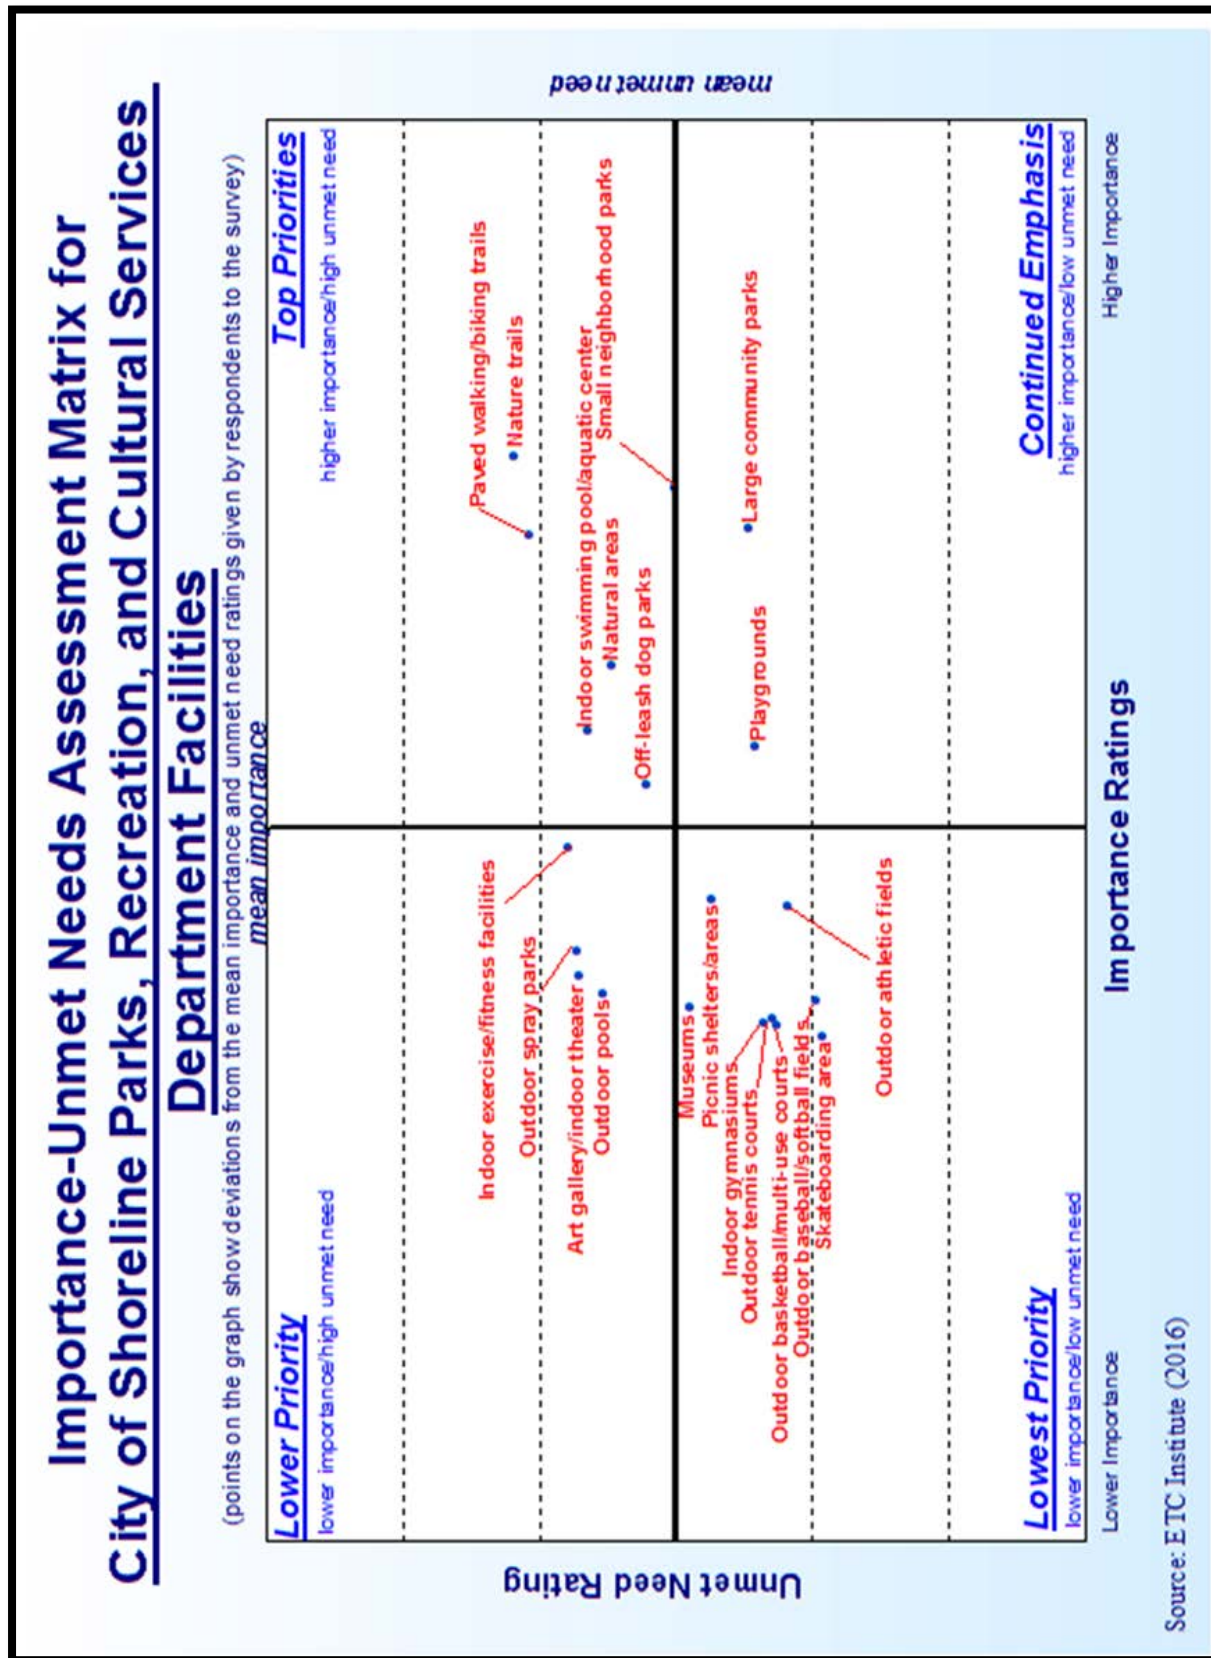 Importance-Unmet Needs Assessment Matrix for
City of Shoreline Parks, Recreation, and Cultural Services
Department Facilities
(points on the graph show deviations from the mean importance and unmet need ratings given by respondents to the survey)
mean importance
Lower Priority
lower importance/high unmet need
Top Priorities
higher importance/high unmet need
Paved walking/biking trails
Nature trails
Indoor exercise/fitness facilities
Outdoor spray parks
Art gallery/indoor theater
Outdoor pools
Indoor swimming pool/aquatic center
Small neighborhood parks
Natural areas
Off-leash dog parks
Unmet Need Rating
mean unmet need
Museums
Picnic shelters/areas
Indoor gymnasiums
Outdoor tennis courts
Outdoor basketball/multi-use courts
Outdoor baseball/softball fields
Skateboarding area
Outdoor athletic fields
Large community parks
Playgrounds
Lowest Priority
lower importance/low unmet need
Continued Emphasis
higher importance/low unmet need
Lower Importance
Importance Ratings
Higher Importance
Source: ETC Institute (2016)